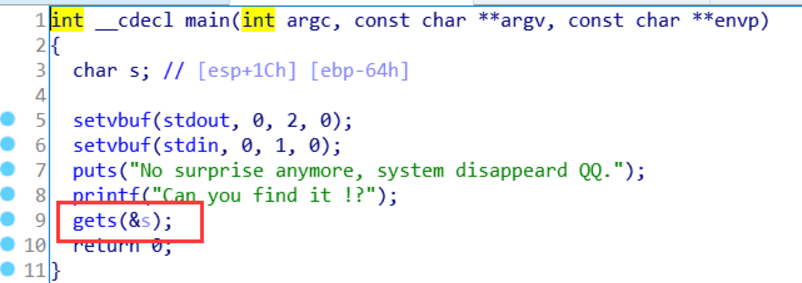 1 int __cdecl main(int argc, const char **argv, const char **envp)
2 {
3 char s; // [esp+1Ch] [ebp-64h]
4
5 setvbuf(stdout, 0, 2, 0);
6 setvbuf(stdin, 0, 1, 0);
7 puts("No surprise anymore, system disappeard QQ.");
8 printf("Can you find it !?");
9 gets(&s);
10 return 0;
11 }